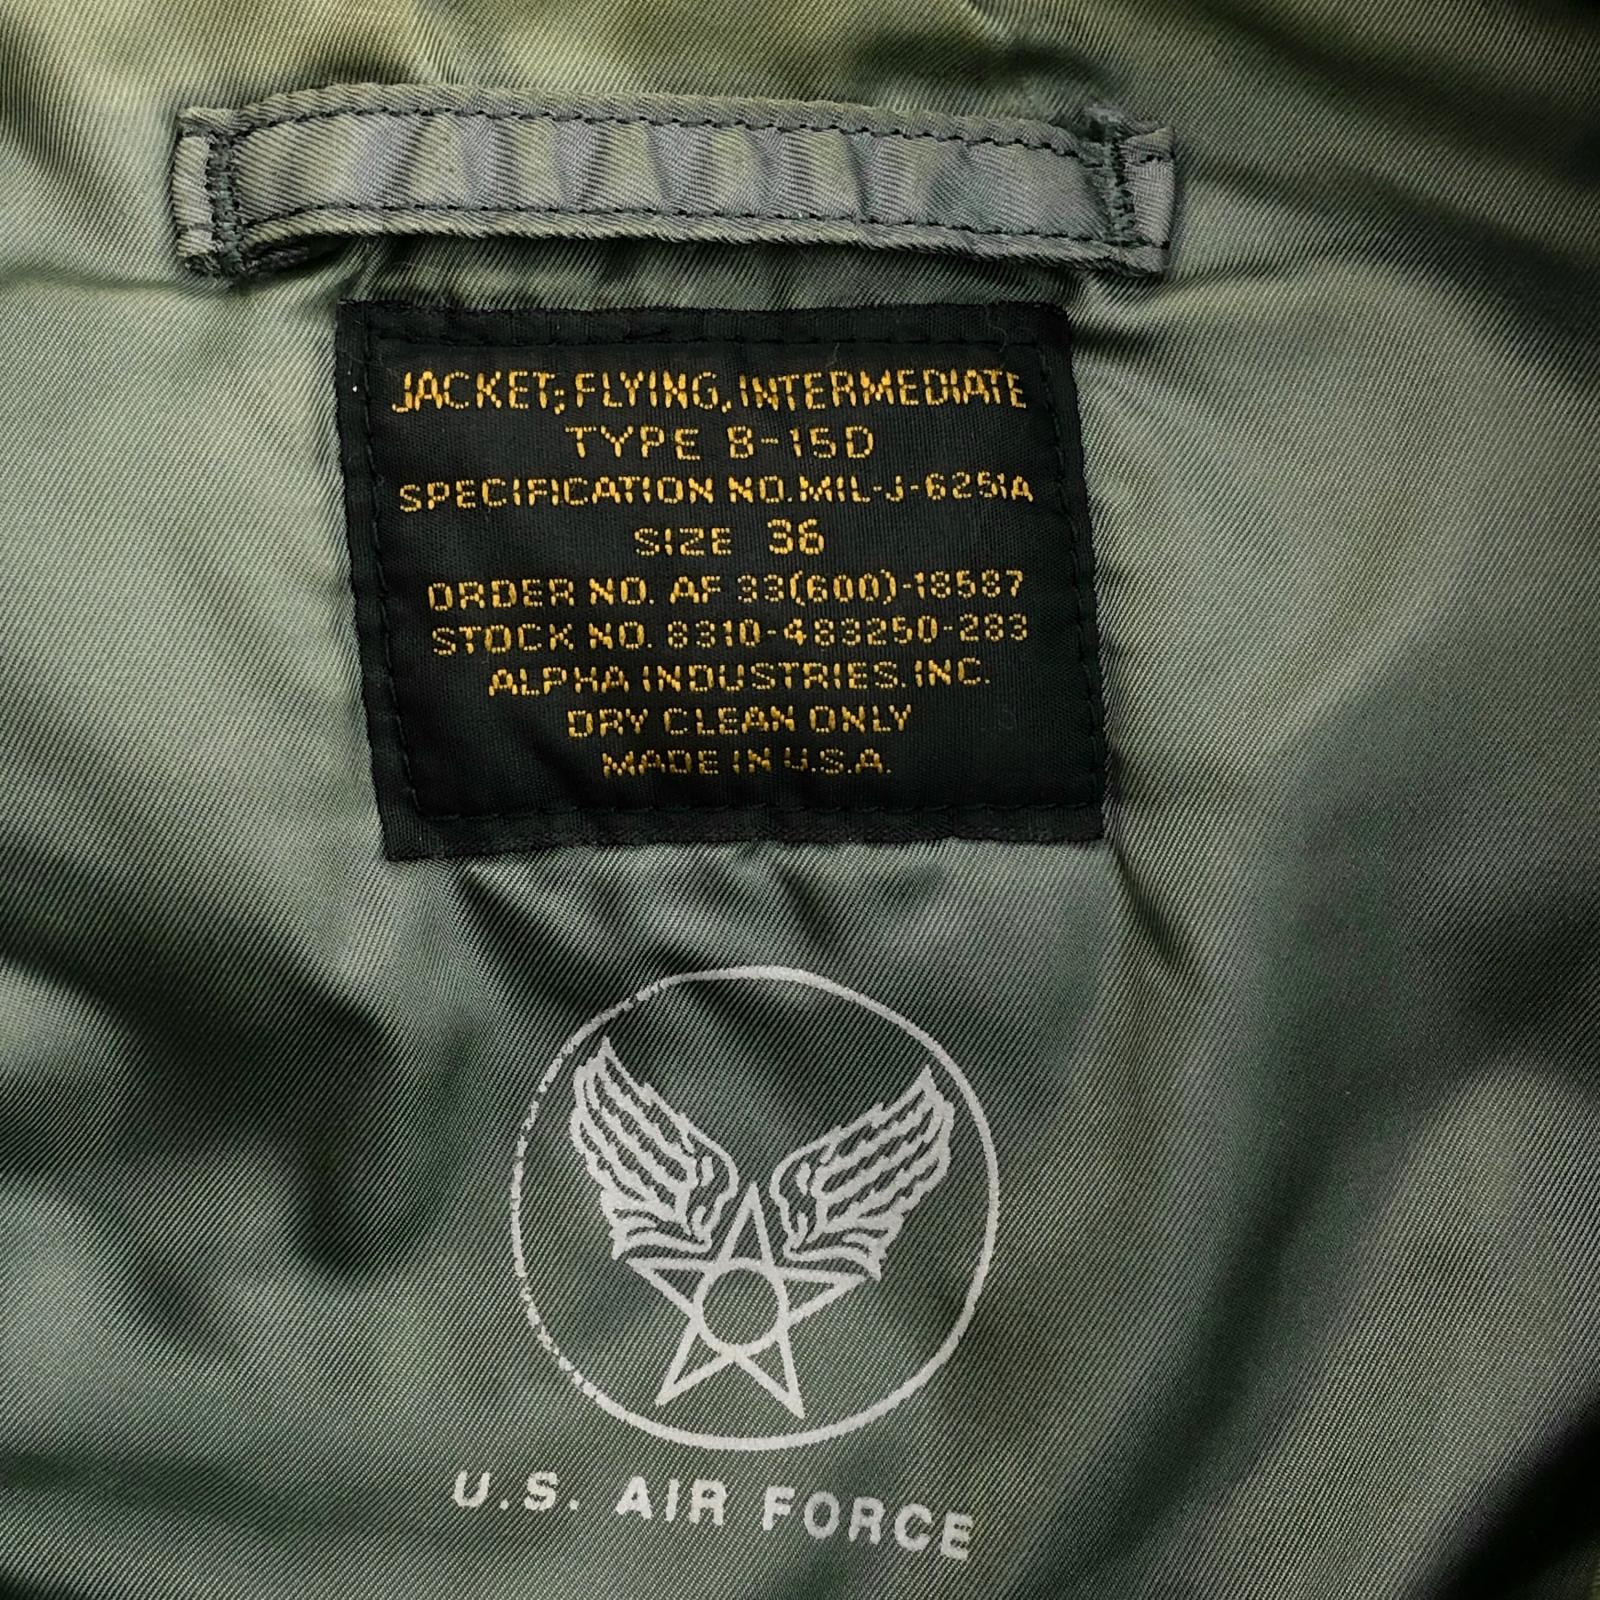 JACKET; FLYING, INTERMEDIATE
TYPE B-15D
SPECIFICATION NO. MIL-J-6251A
SIZE 36
ORDER NO. AF 33(600)-18587
STOCK NO. 8310-483250-283
ALPHA INDUSTRIES. INC.
DRY CLEAN ONLY
MADE IN U.S.A.
U.S. AIR FORCE